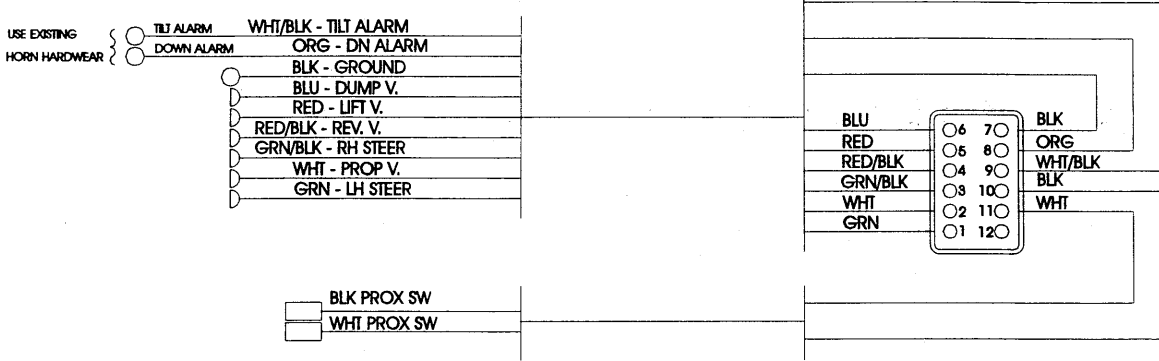 USE EXISTING
HORN HARDWEAR
TILT ALARM
DOWN ALARM
WHT/BLK - TILT ALARM
ORG - DN ALARM
BLK - GROUND
BLU - DUMP V.
RED - LIFT V.
RED/BLK - REV. V.
GRN/BLK - RH STEER
WHT - PROP V.
GRN - LH STEER
BLU 6 7 BLK
RED 5 8 ORG
RED/BLK 4 9 WHT/BLK
GRN/BLK 3 10 BLK
WHT 2 11 WHT
GRN 1 12
BLK PROX SW
WHT PROX SW